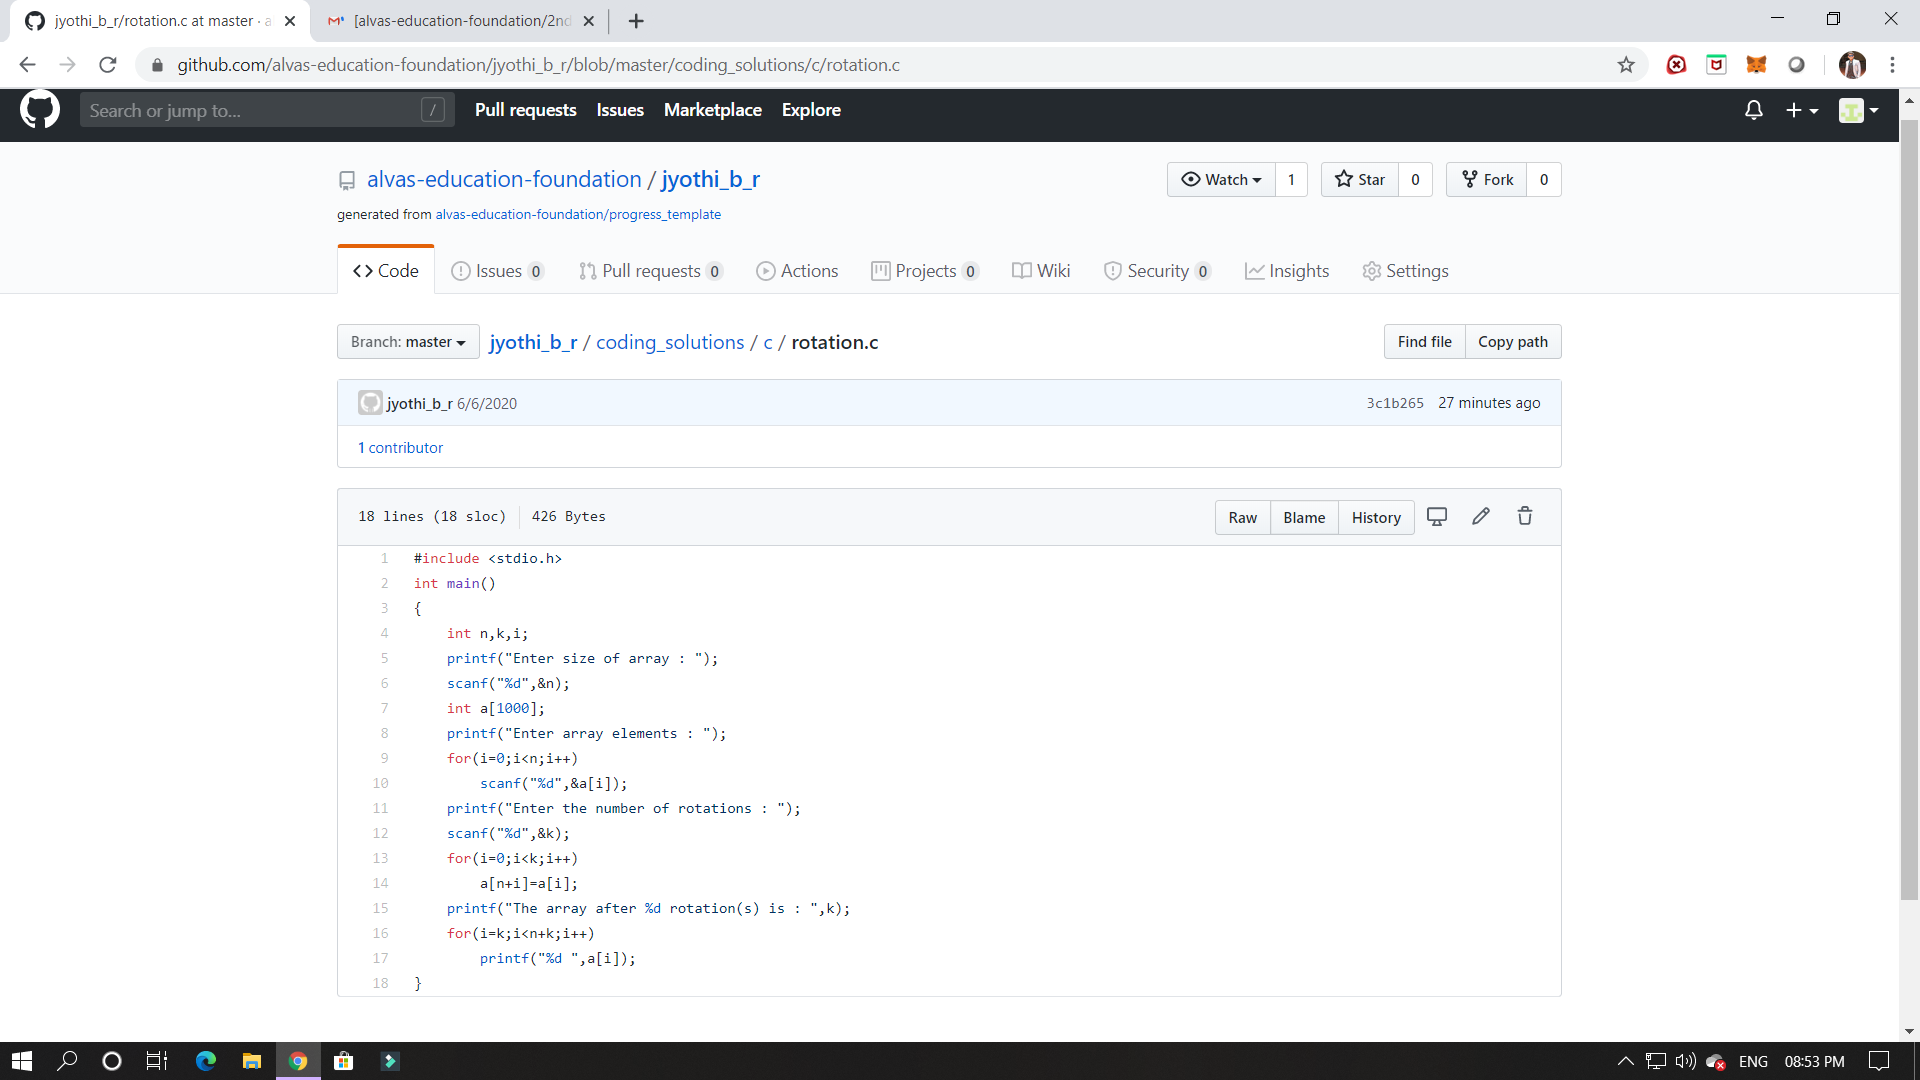 jyothi_b_r/rotation.c at master · a
[alvas-education-foundation/2nd
github.com/alvas-education-foundation/jyothi_b_r/blob/master/coding_solutions/c/rotation.c
Search or jump to... /
Pull requests Issues Marketplace Explore
alvas-education-foundation / jyothi_b_r
Watch 1 Star 0 Fork 0
generated from alvas-education-foundation/progress_template
Code Issues 0 Pull requests 0 Actions Projects 0 Wiki Security 0 Insights Settings
Branch: master jyothi_b_r / coding_solutions / c / rotation.c Find file Copy path
jyothi_b_r 6/6/2020 3c1b265 27 minutes ago
1 contributor
18 lines (18 sloc) 426 Bytes Raw Blame History
1 #include <stdio.h>
2 int main()
3 {
4 int n,k,i;
5 printf("Enter size of array : ");
6 scanf("%d",&n);
7 int a[1000];
8 printf("Enter array elements : ");
9 for(i=0;i<n;i++)
10 scanf("%d",&a[i]);
11 printf("Enter the number of rotations : ");
12 scanf("%d",&k);
13 for(i=0;i<k;i++)
14 a[n+i]=a[i];
15 printf("The array after %d rotation(s) is : ",k);
16 for(i=k;i<n+k;i++)
17 printf("%d ",a[i]);
18 }
ENG 08:53 PM